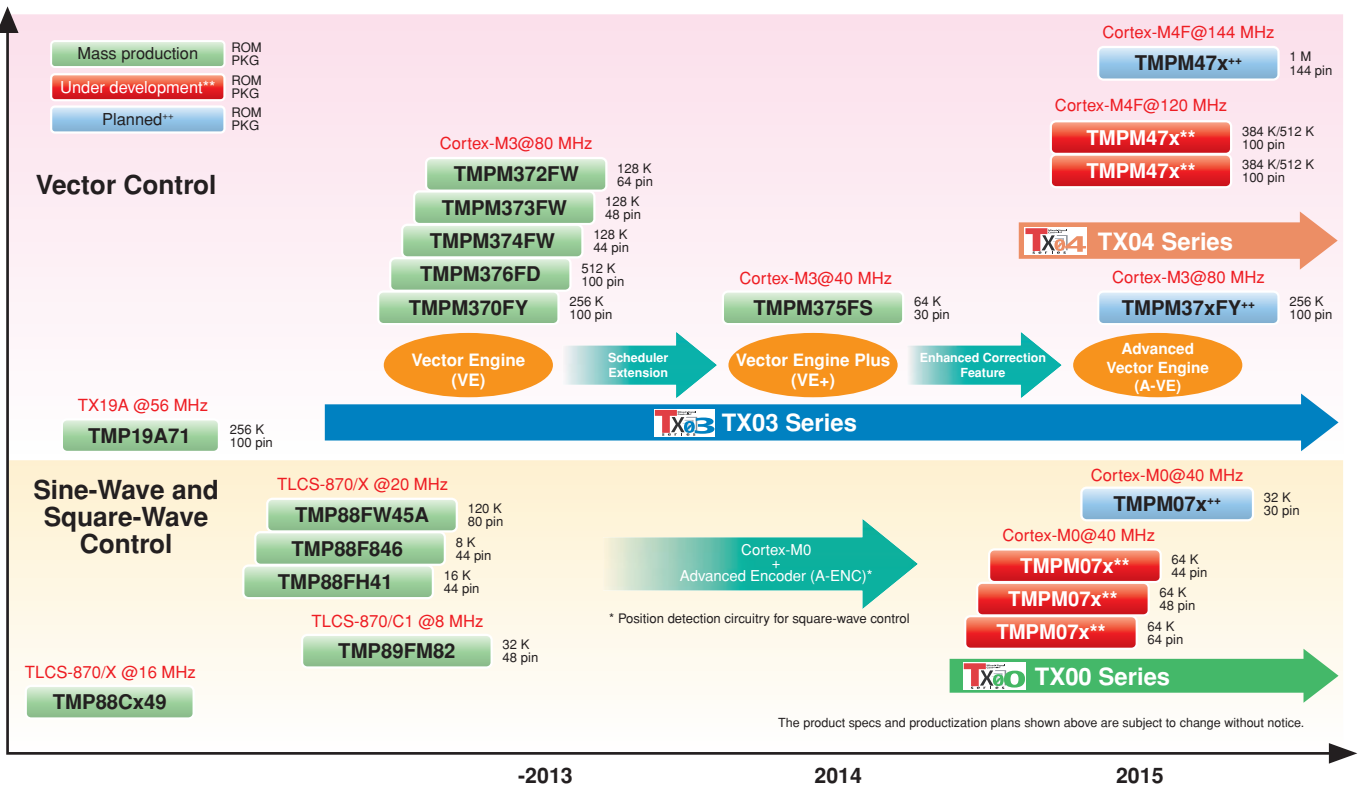 Mass production
ROM
PKG
Under development**
ROM
PKG
Planned++
ROM
PKG
Vector Control
Cortex-M4F@144 MHz
TMPM47x++
1 M
144 pin
Cortex-M4F@120 MHz
TMPM47x**
384 K/512 K
100 pin
TMPM47x**
384 K/512 K
100 pin
Cortex-M3@80 MHz
TMPM372FW
128 K
64 pin
TMPM373FW
128 K
48 pin
TMPM374FW
128 K
44 pin
TMPM376FD
512 K
100 pin
TMPM370FY
256 K
100 pin
TX04
series
TX04 Series
Cortex-M3@40 MHz
TMPM375FS
64 K
30 pin
Cortex-M3@80 MHz
TMPM37xFY++
256 K
100 pin
Vector Engine
(VE)
Scheduler
Extension
Vector Engine Plus
(VE+)
Enhanced Correction
Feature
Advanced
Vector Engine
(A-VE)
TX19A @56 MHz
TMP19A71
256 K
100 pin
TX03
series
TX03 Series
Sine-Wave and
Square-Wave
Control
TLCS-870/X @20 MHz
TMP88FW45A
120 K
80 pin
TMP88F846
8 K
44 pin
TMP88FH41
16 K
44 pin
TLCS-870/C1 @8 MHz
TMP89FM82
32 K
48 pin
TLCS-870/X @16 MHz
TMP88Cx49
Cortex-M0
+
Advanced Encoder (A-ENC)*
* Position detection circuitry for square-wave control
Cortex-M0@40 MHz
TMPM07x++
32 K
30 pin
Cortex-M0@40 MHz
TMPM07x**
64 K
44 pin
TMPM07x**
64 K
48 pin
TMPM07x**
64 K
64 pin
TX00
series
TX00 Series
The product specs and productization plans shown above are subject to change without notice.
-2013
2014
2015